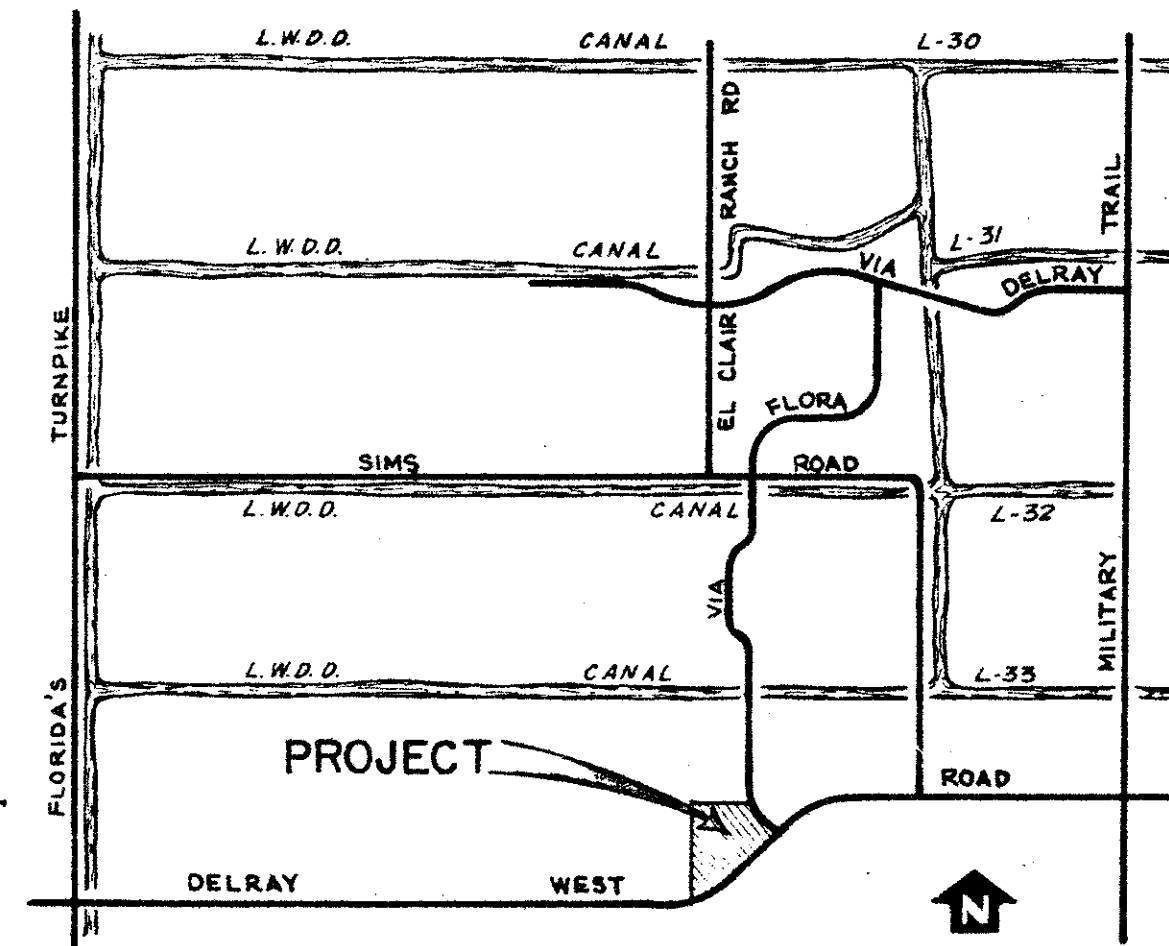 L.W.D.D. CANAL L-30
EL CLAIR RANCH RD
TRAIL
L.W.D.D. CANAL L-31
VIA DELRAY
TURNPIKE
FLORA
SIMS ROAD
L.W.D.D. CANAL L-32
VIA
MILITARY
L.W.D.D. CANAL L-33
FLORIDA'S
PROJECT
ROAD
DELRAY WEST
N